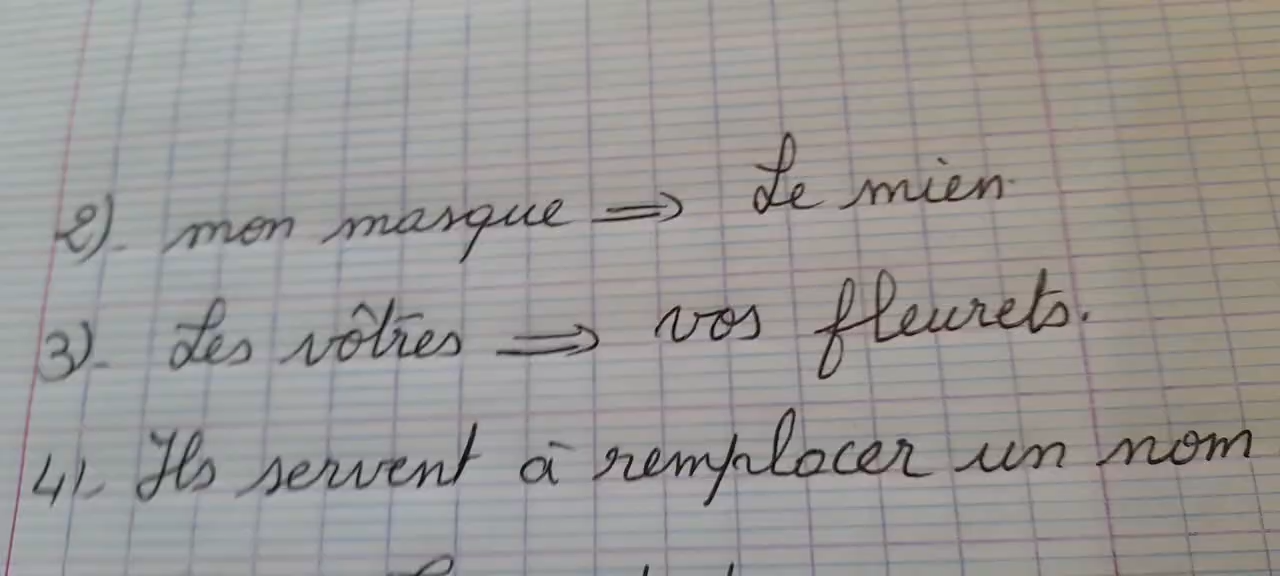 2). mon masque => Le mien
3). Les vôtres => vos fleurets.
4). Ils servent à remplacer un nom